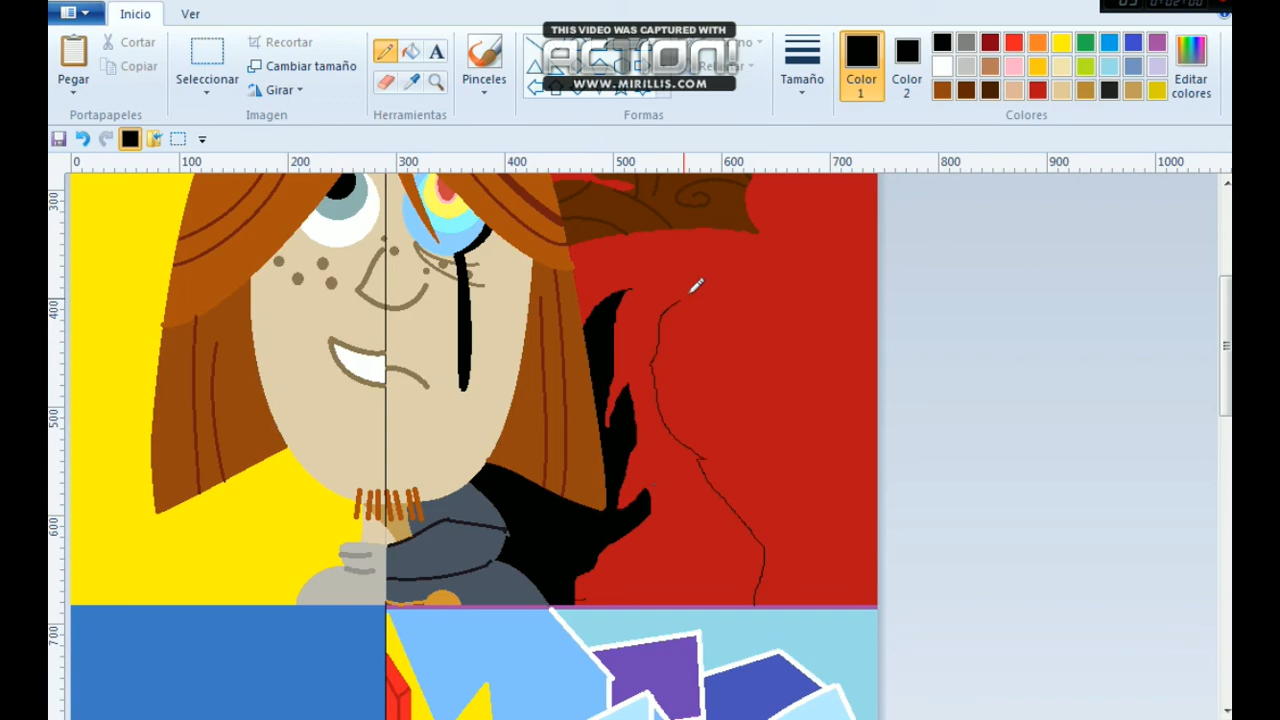 Inicio Ver
THIS VIDEO WAS CAPTURED WITH
ACTION!
WWW.MIRILLIS.COM
Pegar
Cortar
Copiar
Seleccionar
Recortar
Cambiar tamaño
Girar
A
Pinceles
Tamaño
Color 1
Color 2
Editar colores
Portapapeles Imagen Herramientas Formas Colores
0 100 200 300 400 500 600 700 800 900 1000
300
400
500
600
700